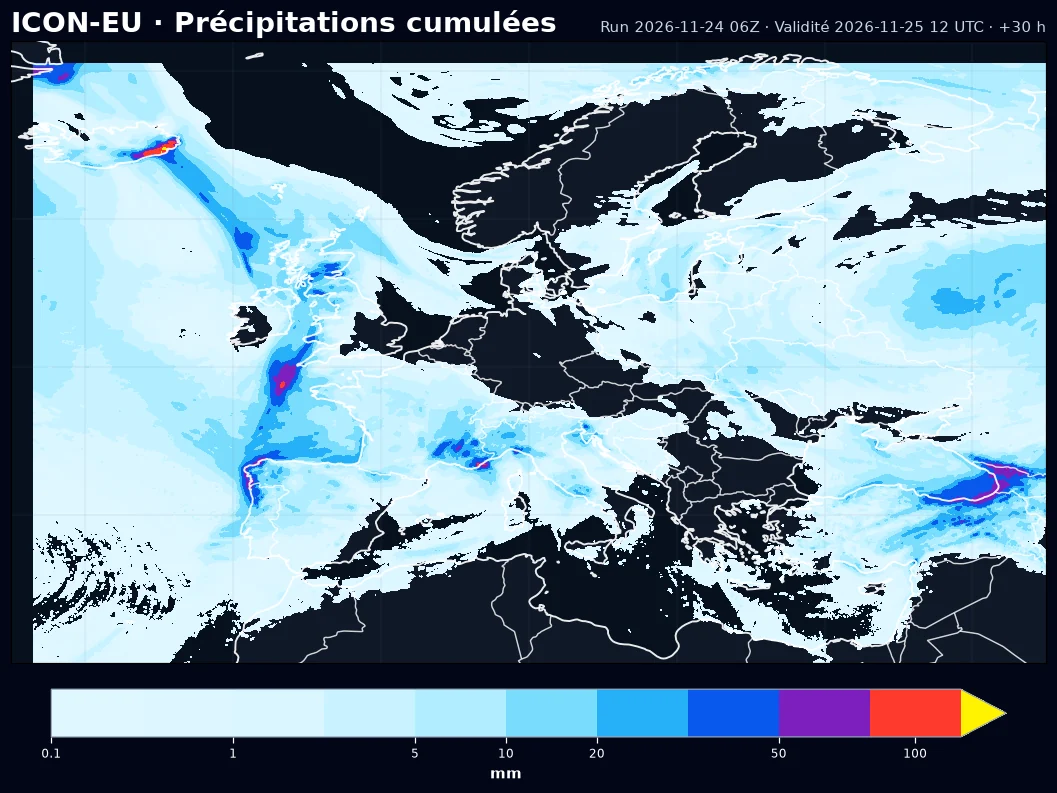 ICON-EU · Précipitations cumulées
Run 2026-11-24 06Z · Validité 2026-11-25 12 UTC · +30 h
0.1 1 5 10 20 50 100
mm